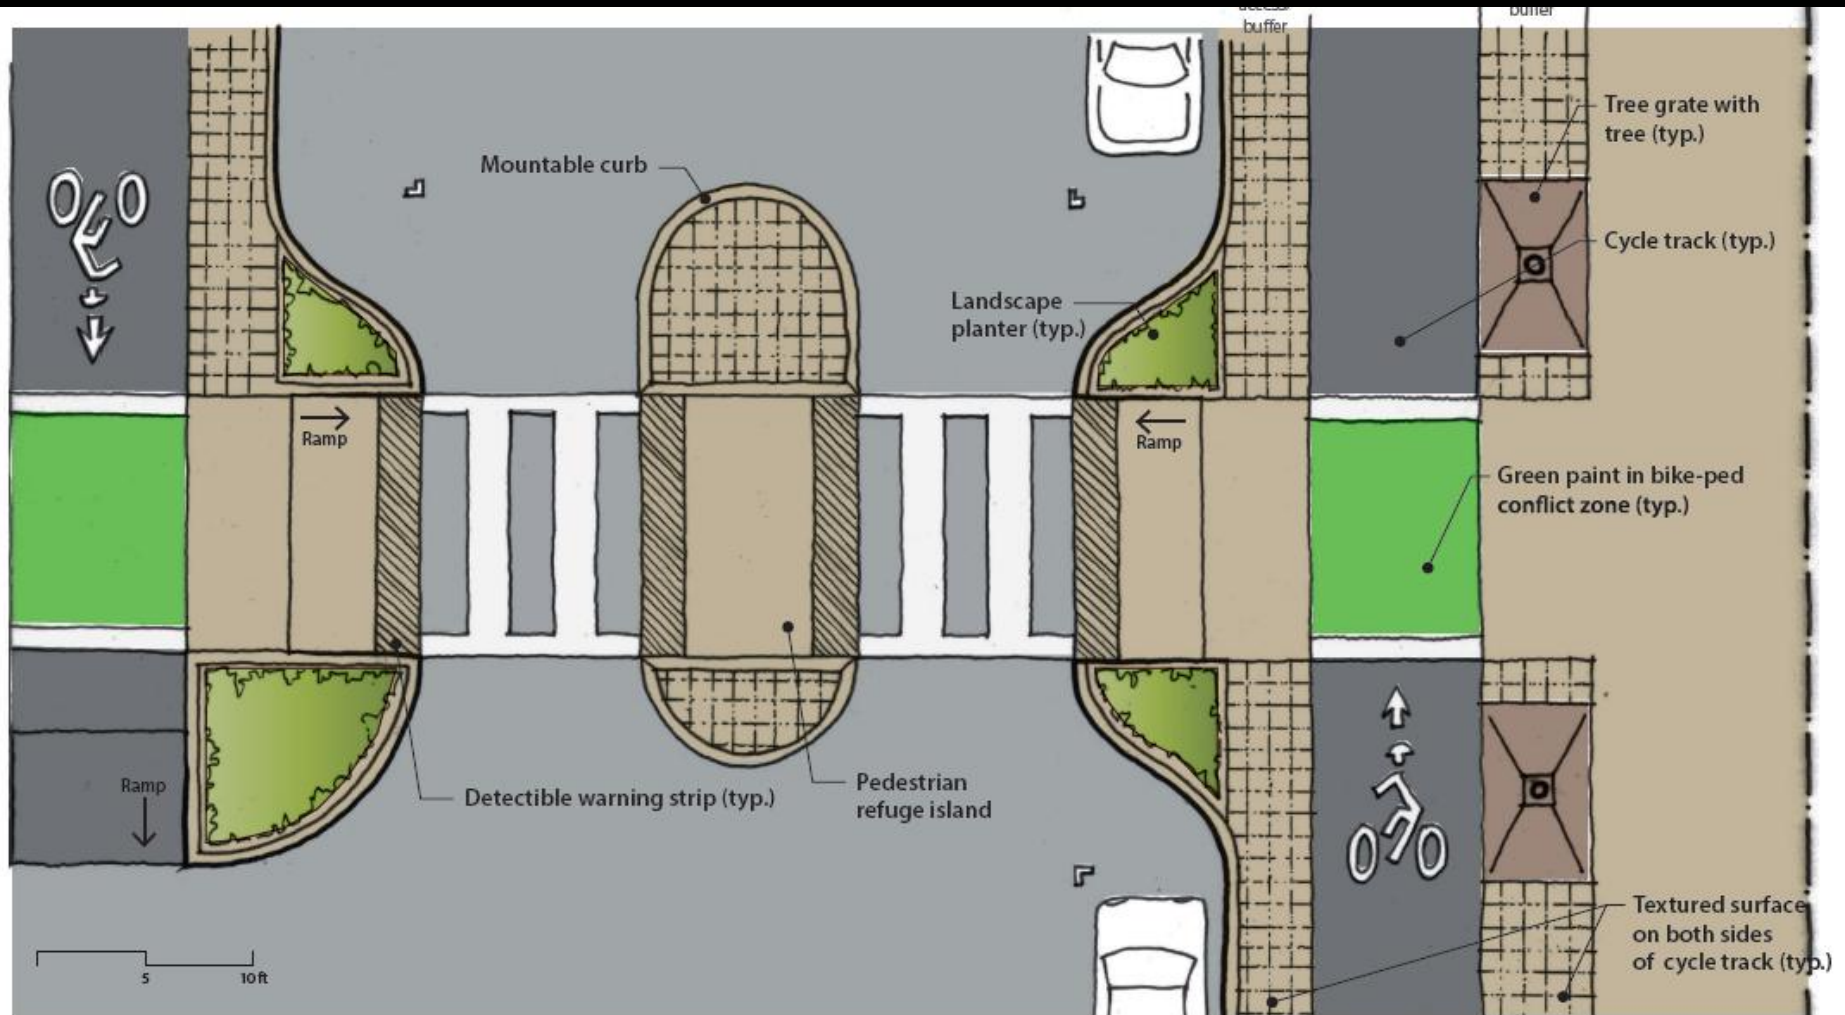 buffer
buffer
Tree grate with
tree (typ.)
Mountable curb
Cycle track (typ.)
Landscape
planter (typ.)
Ramp
Ramp
Green paint in bike-ped
conflict zone (typ.)
Ramp
Detectible warning strip (typ.)
Pedestrian
refuge island
Textured surface
on both sides
of cycle track (typ.)
5
10 ft